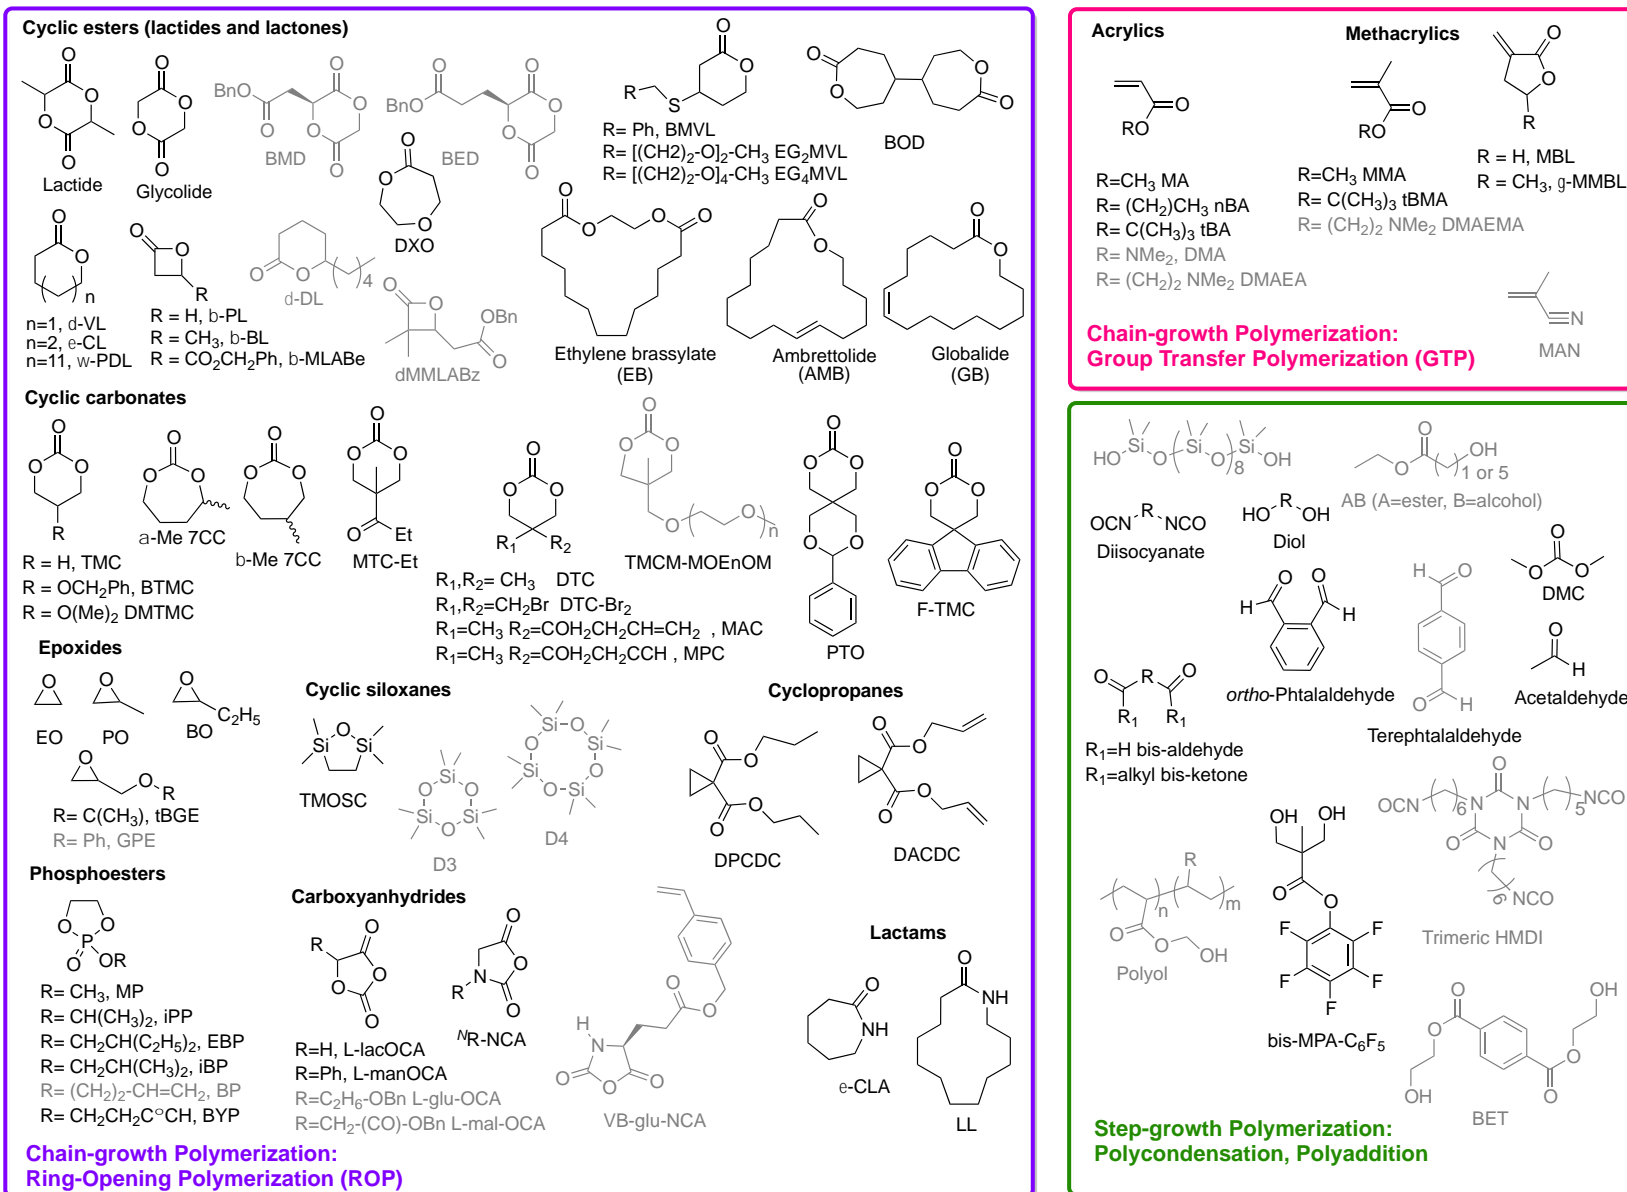 Cyclic esters (lactides and lactones)
Lactide
Glycolide
BnO
BMD
BnO
BED
DXO
R= Ph, BMVL
R= [(CH2)₂-O]₂-CH₃ EG₂MVL
R= [(CH2)₂-O]₄-CH₃ EG₄MVL
BOD
n=1, d-VL
n=2, e-CL
n=11, w-PDL
R = H, b-PL
R = CH₃, b-BL
R = CO₂CH₂Ph, b-MLABe
d-DL
OBn
dMMLABz
Ethylene brassylate
(EB)
Ambrettolide
(AMB)
Globalide
(GB)
Cyclic carbonates
R = H, TMC
R = OCH₂Ph, BTMC
R = O(Me)₂ DMTMC
a-Me 7CC
b-Me 7CC
Et
MTC-Et
R₁
R₂
R₁,R₂= CH₃ DTC
R₁,R₂=CH₂Br DTC-Br₂
R₁=CH₃ R₂=COH₂CH₂CH=CH₂ , MAC
R₁=CH₃ R₂=COH₂CH₂CCH , MPC
TMCM-MOEnOM
PTO
F-TMC
Epoxides
EO
PO
C₂H₅
BO
R= C(CH₃), tBGE
R= Ph, GPE
Cyclic siloxanes
TMOSC
D3
D4
Cyclopropanes
DPCDC
DACDC
Phosphoesters
OR
R= CH₃, MP
R= CH(CH₃)₂, iPP
R= CH₂CH(C₂H₅)₂, EBP
R= CH₂CH(CH₃)₂, iBP
R= (CH₂)₂-CH=CH₂, BP
R= CH₂CH₂C°CH, BYP
Carboxyanhydrides
R=H, L-lacOCA
R=Ph, L-manOCA
R=C₂H₆-OBn L-glu-OCA
R=CH₂-(CO)-OBn L-mal-OCA
ᴺR-NCA
VB-glu-NCA
Lactams
NH
e-CLA
NH
LL
Chain-growth Polymerization:
Ring-Opening Polymerization (ROP)
Acrylics
RO
R=CH₃ MA
R= (CH₂)CH₃ nBA
R= C(CH₃)₃ tBA
R= NMe₂, DMA
R= (CH₂)₂ NMe₂ DMAEA
Methacrylics
RO
R=CH₃ MMA
R= C(CH₃)₃ tBMA
R= (CH₂)₂ NMe₂ DMAEMA
R = H, MBL
R = CH₃, g-MMBL
MAN
Chain-growth Polymerization:
Group Transfer Polymerization (GTP)
HO
OH
8
OH
1 or 5
AB (A=ester, B=alcohol)
OCN R NCO
Diisocyanate
HO R OH
Diol
DMC
ortho-Phtalaldehyde
Terephtalaldehyde
Acetaldehyde
R₁=H bis-aldehyde
R₁=alkyl bis-ketone
Polyol
OH OH
bis-MPA-C₆F₅
OCN
NCO
NCO
Trimeric HMDI
OH
OH
BET
Step-growth Polymerization:
Polycondensation, Polyaddition